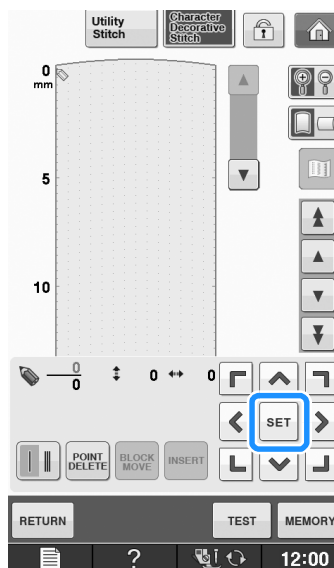 Utility
Stitch
Character
Decorative
Stitch
0
mm
5
10
0
0
0
0
SET
POINT
DELETE
BLOCK
MOVE
INSERT
RETURN
TEST
MEMORY
?
12:00